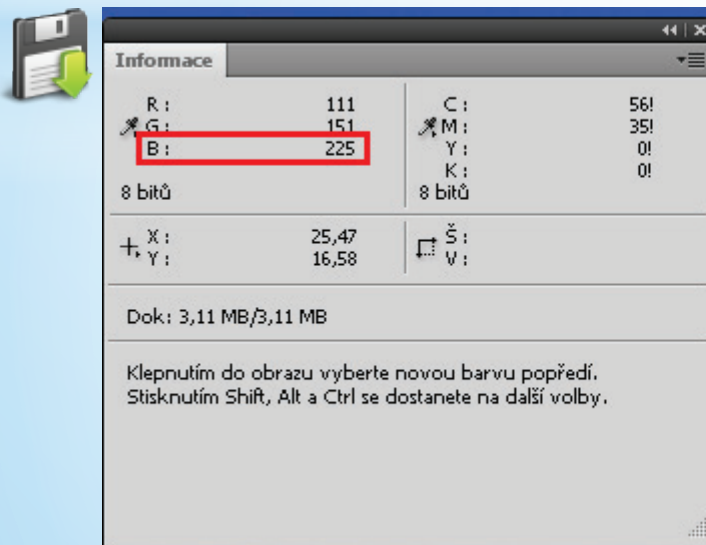 Informace
R: 111
G: 151
B: 225
8 bitů
C: 56!
M: 35!
Y: 0!
K: 0!
8 bitů
X: 25,47
Y: 16,58
Š:
V:
Dok: 3,11 MB/3,11 MB
Klepnutím do obrazu vyberte novou barvu popředí.
Stisknutím Shift, Alt a Ctrl se dostanete na další volby.